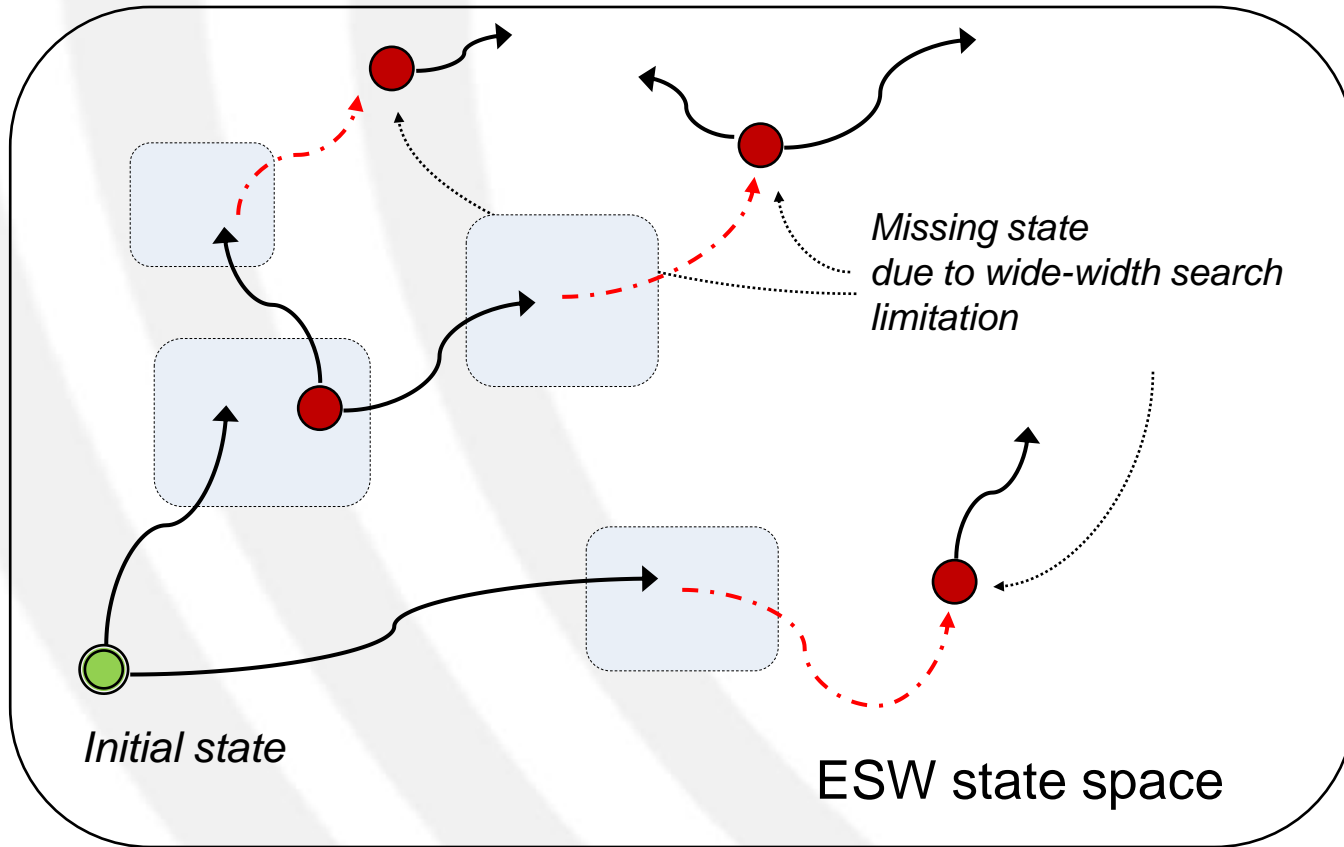 Missing state
due to wide-width search
limitation
Initial state
ESW state space